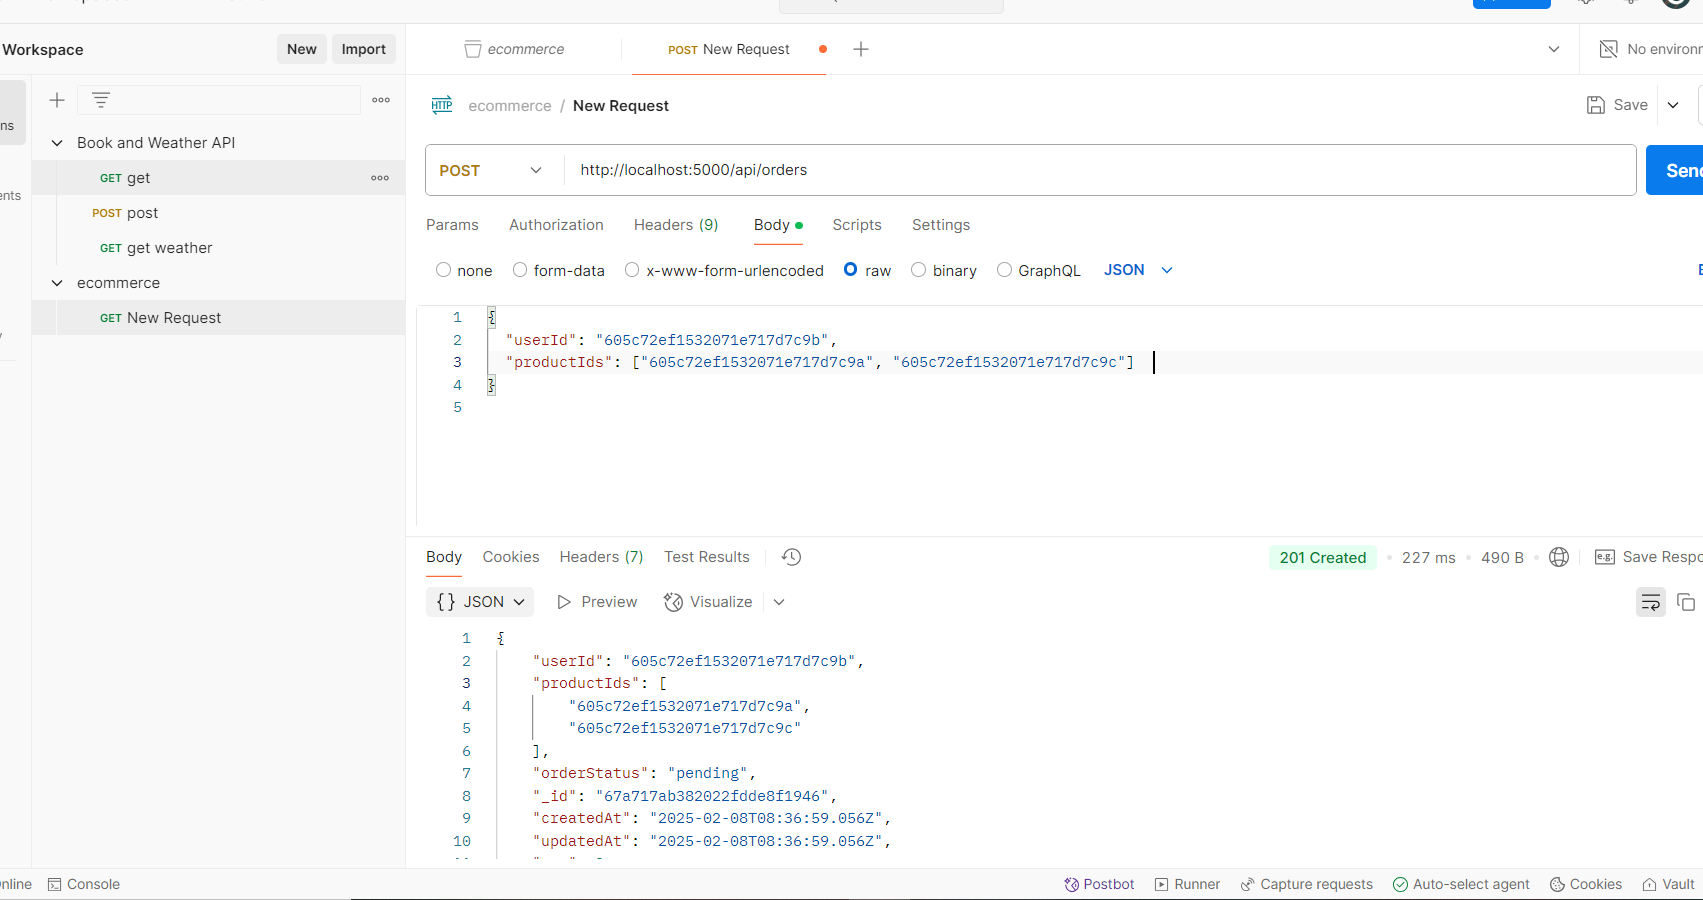 Workspace
New
Import
ecommerce
POST New Request
No environm
ns
ents
Book and Weather API
GET get
POST post
GET get weather
ecommerce
GET New Request
HTTP ecommerce / New Request
Save
POST
http://localhost:5000/api/orders
Send
Params
Authorization
Headers (9)
Body
Scripts
Settings
none
form-data
x-www-form-urlencoded
raw
binary
GraphQL
JSON
1 {
2 "userId": "605c72ef1532071e717d7c9b",
3 "productIds": ["605c72ef1532071e717d7c9a", "605c72ef1532071e717d7c9c"]
4 }
5
Body
Cookies
Headers (7)
Test Results
201 Created
227 ms
490 B
e.g.
Save Respo
{} JSON
Preview
Visualize
1 {
2 "userId": "605c72ef1532071e717d7c9b",
3 "productIds": [
4 "605c72ef1532071e717d7c9a",
5 "605c72ef1532071e717d7c9c"
6 ],
7 "orderStatus": "pending",
8 "_id": "67a717ab382022fdde8f1946",
9 "createdAt": "2025-02-08T08:36:59.056Z",
10 "updatedAt": "2025-02-08T08:36:59.056Z",
nline
Console
Postbot
Runner
Capture requests
Auto-select agent
Cookies
Vault